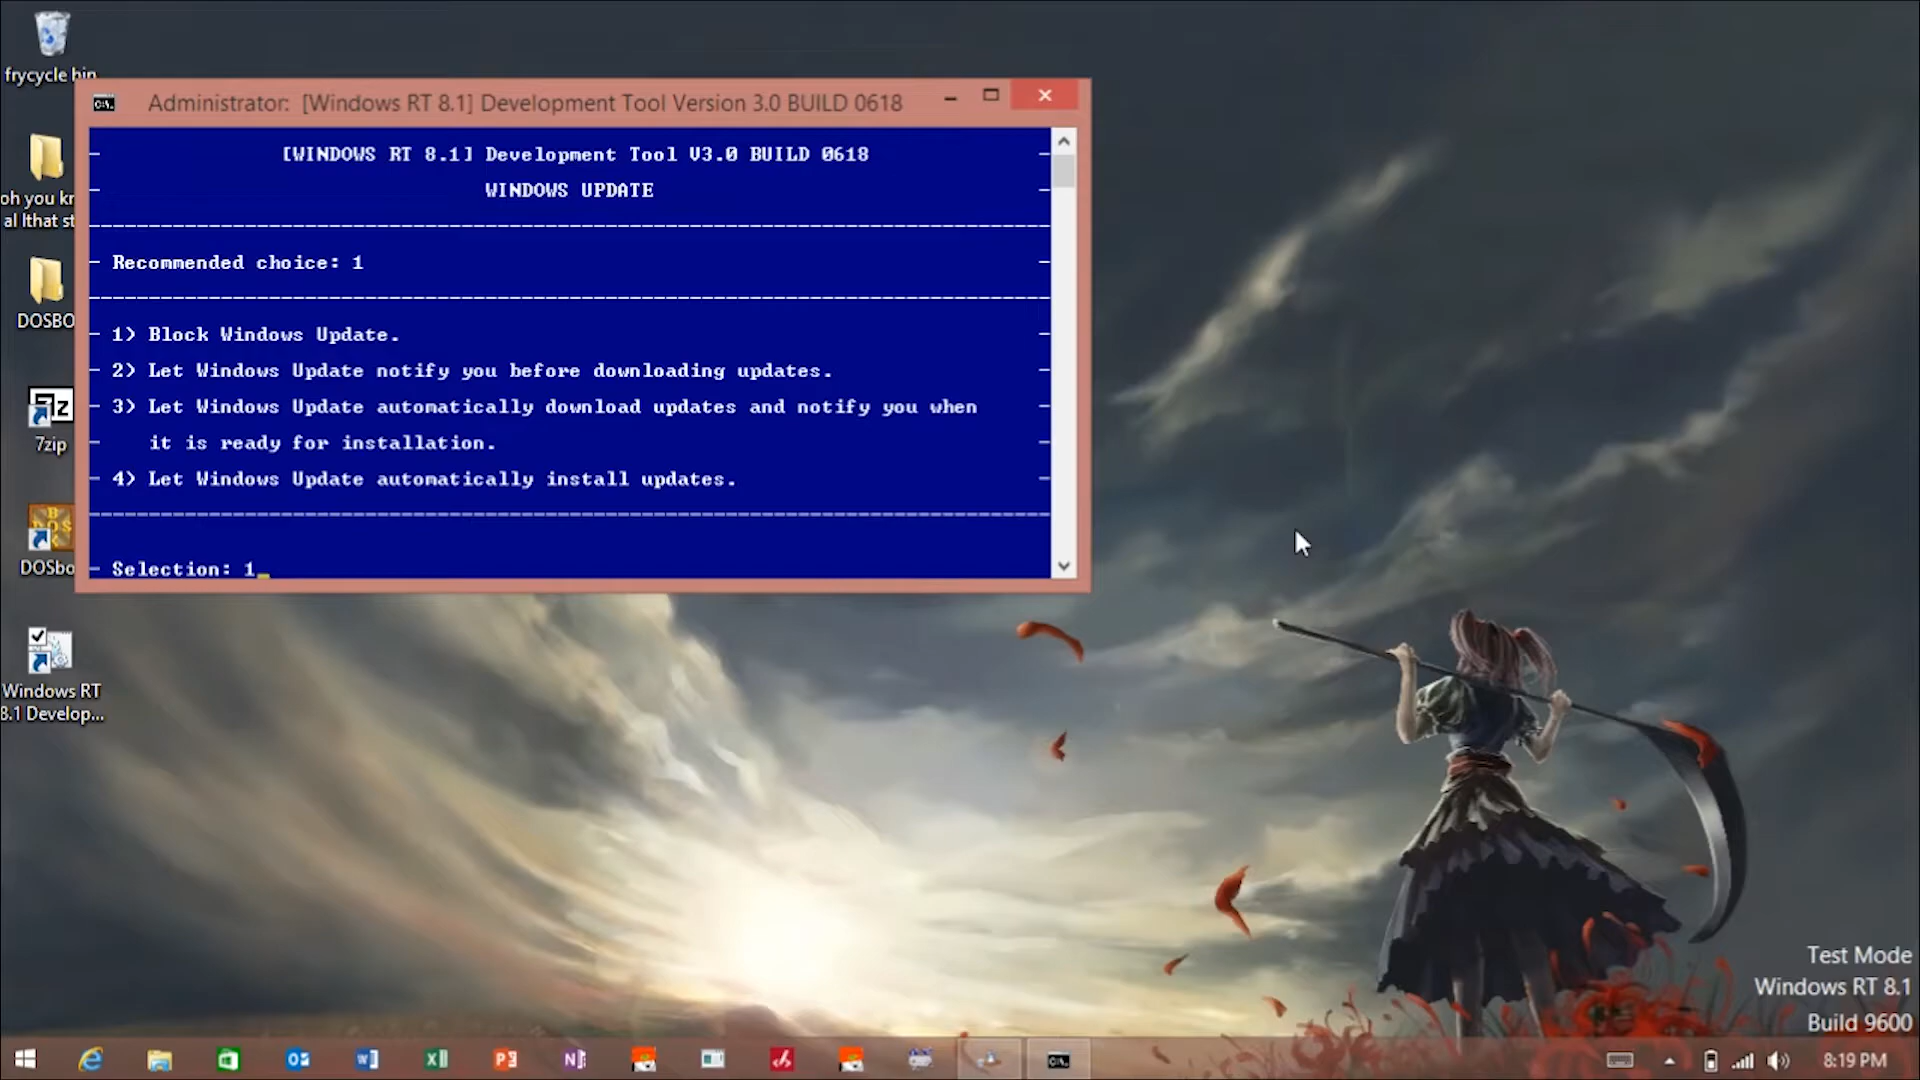 frycycle bin
Administrator: [Windows RT 8.1] Development Tool Version 3.0 BUILD 0618
[WINDOWS RT 8.1] Development Tool V3.0 BUILD 0618
WINDOWS UPDATE
Recommended choice: 1
1) Block Windows Update.
2) Let Windows Update notify you before downloading updates.
3) Let Windows Update automatically download updates and notify you when
it is ready for installation.
4) Let Windows Update automatically install updates.
Selection: 1_
oh you kr
al lthat st
DOSBO
7zip
DOSbo
Windows RT
8.1 Develop...
Test Mode
Windows RT 8.1
Build 9600
8:19 PM